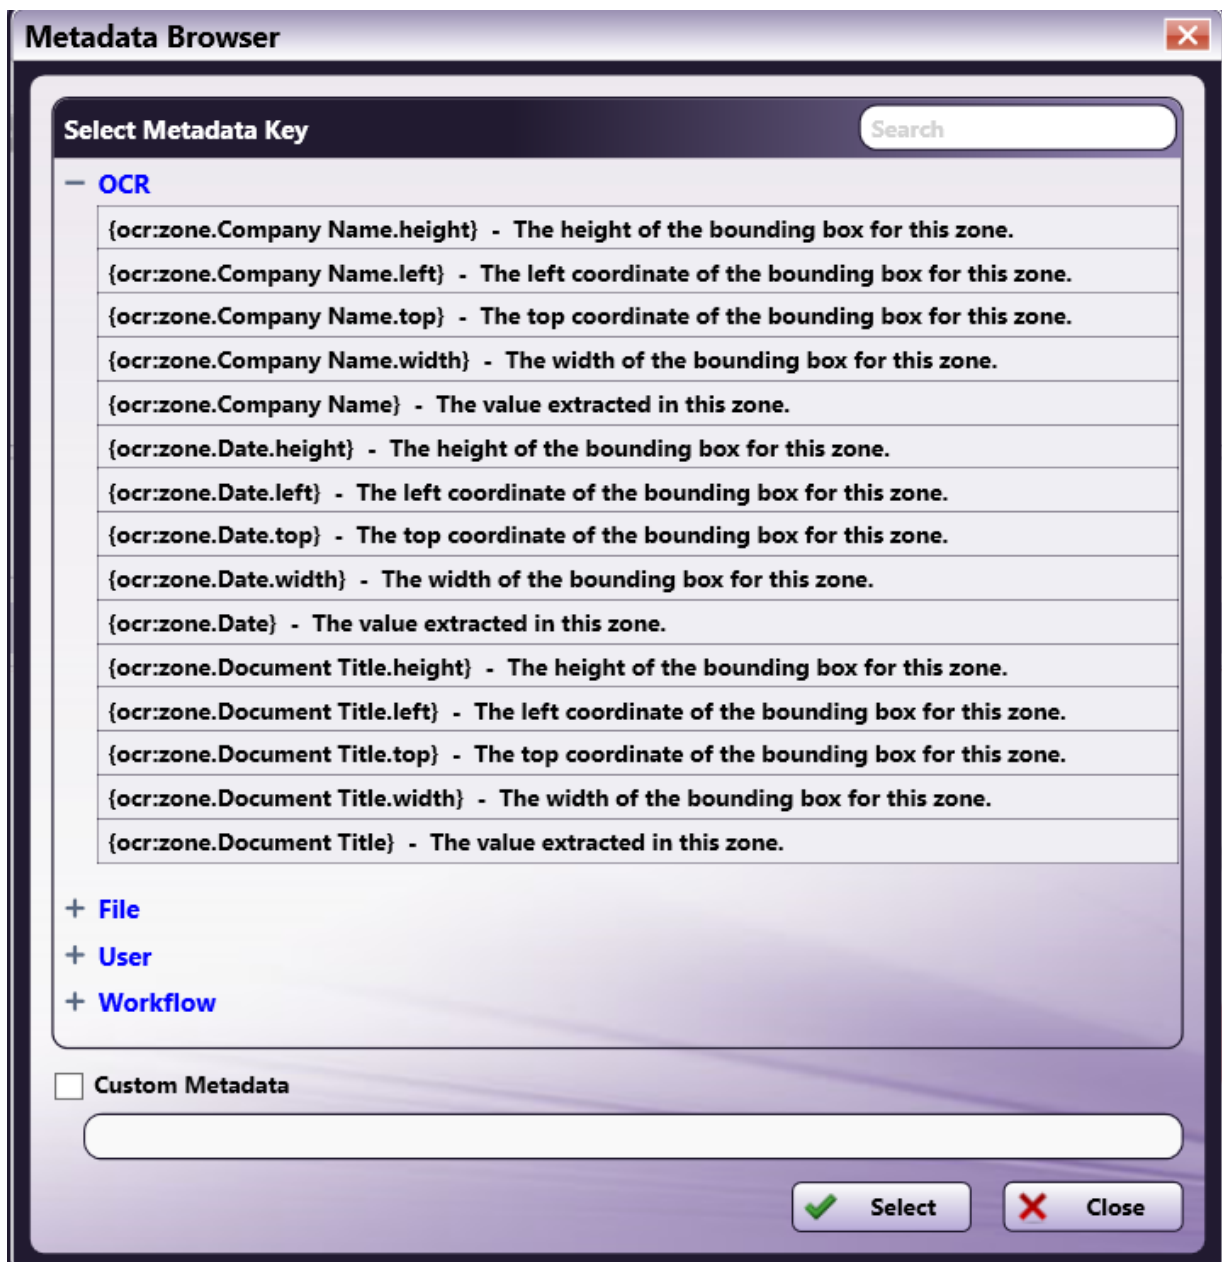 Metadata Browser
Select Metadata Key
Search
OCR
{ocr:zone.Company Name.height} - The height of the bounding box for this zone.
{ocr:zone.Company Name.left} - The left coordinate of the bounding box for this zone.
{ocr:zone.Company Name.top} - The top coordinate of the bounding box for this zone.
{ocr:zone.Company Name.width} - The width of the bounding box for this zone.
{ocr:zone.Company Name} - The value extracted in this zone.
{ocr:zone.Date.height} - The height of the bounding box for this zone.
{ocr:zone.Date.left} - The left coordinate of the bounding box for this zone.
{ocr:zone.Date.top} - The top coordinate of the bounding box for this zone.
{ocr:zone.Date.width} - The width of the bounding box for this zone.
{ocr:zone.Date} - The value extracted in this zone.
{ocr:zone.Document Title.height} - The height of the bounding box for this zone.
{ocr:zone.Document Title.left} - The left coordinate of the bounding box for this zone.
{ocr:zone.Document Title.top} - The top coordinate of the bounding box for this zone.
{ocr:zone.Document Title.width} - The width of the bounding box for this zone.
{ocr:zone.Document Title} - The value extracted in this zone.
File
User
Workflow
Custom Metadata
Select
Close